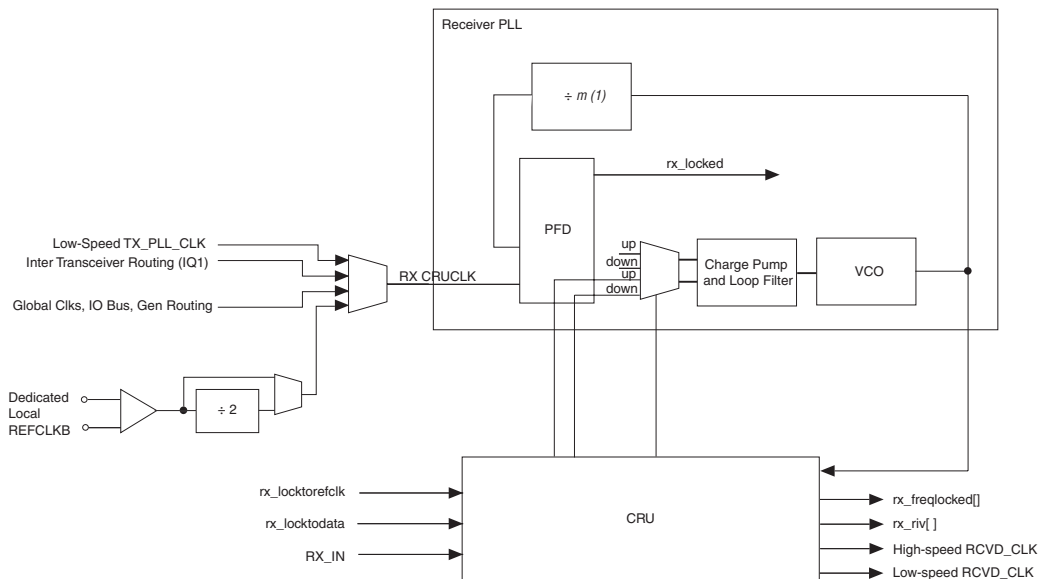 Receiver PLL
÷ m (1)
rx_locked
PFD
Low-Speed TX_PLL_CLK
Inter Transceiver Routing (IQ1)
Global Clks, IO Bus, Gen Routing
RX CRUCLK
up
down
up
down
Charge Pump
and Loop Filter
VCO
Dedicated
Local
REFCLKB
÷ 2
rx_locktorefclk
rx_locktodata
RX_IN
CRU
rx_freqlocked[]
rx_rlv[ ]
High-speed RCVD_CLK
Low-speed RCVD_CLK